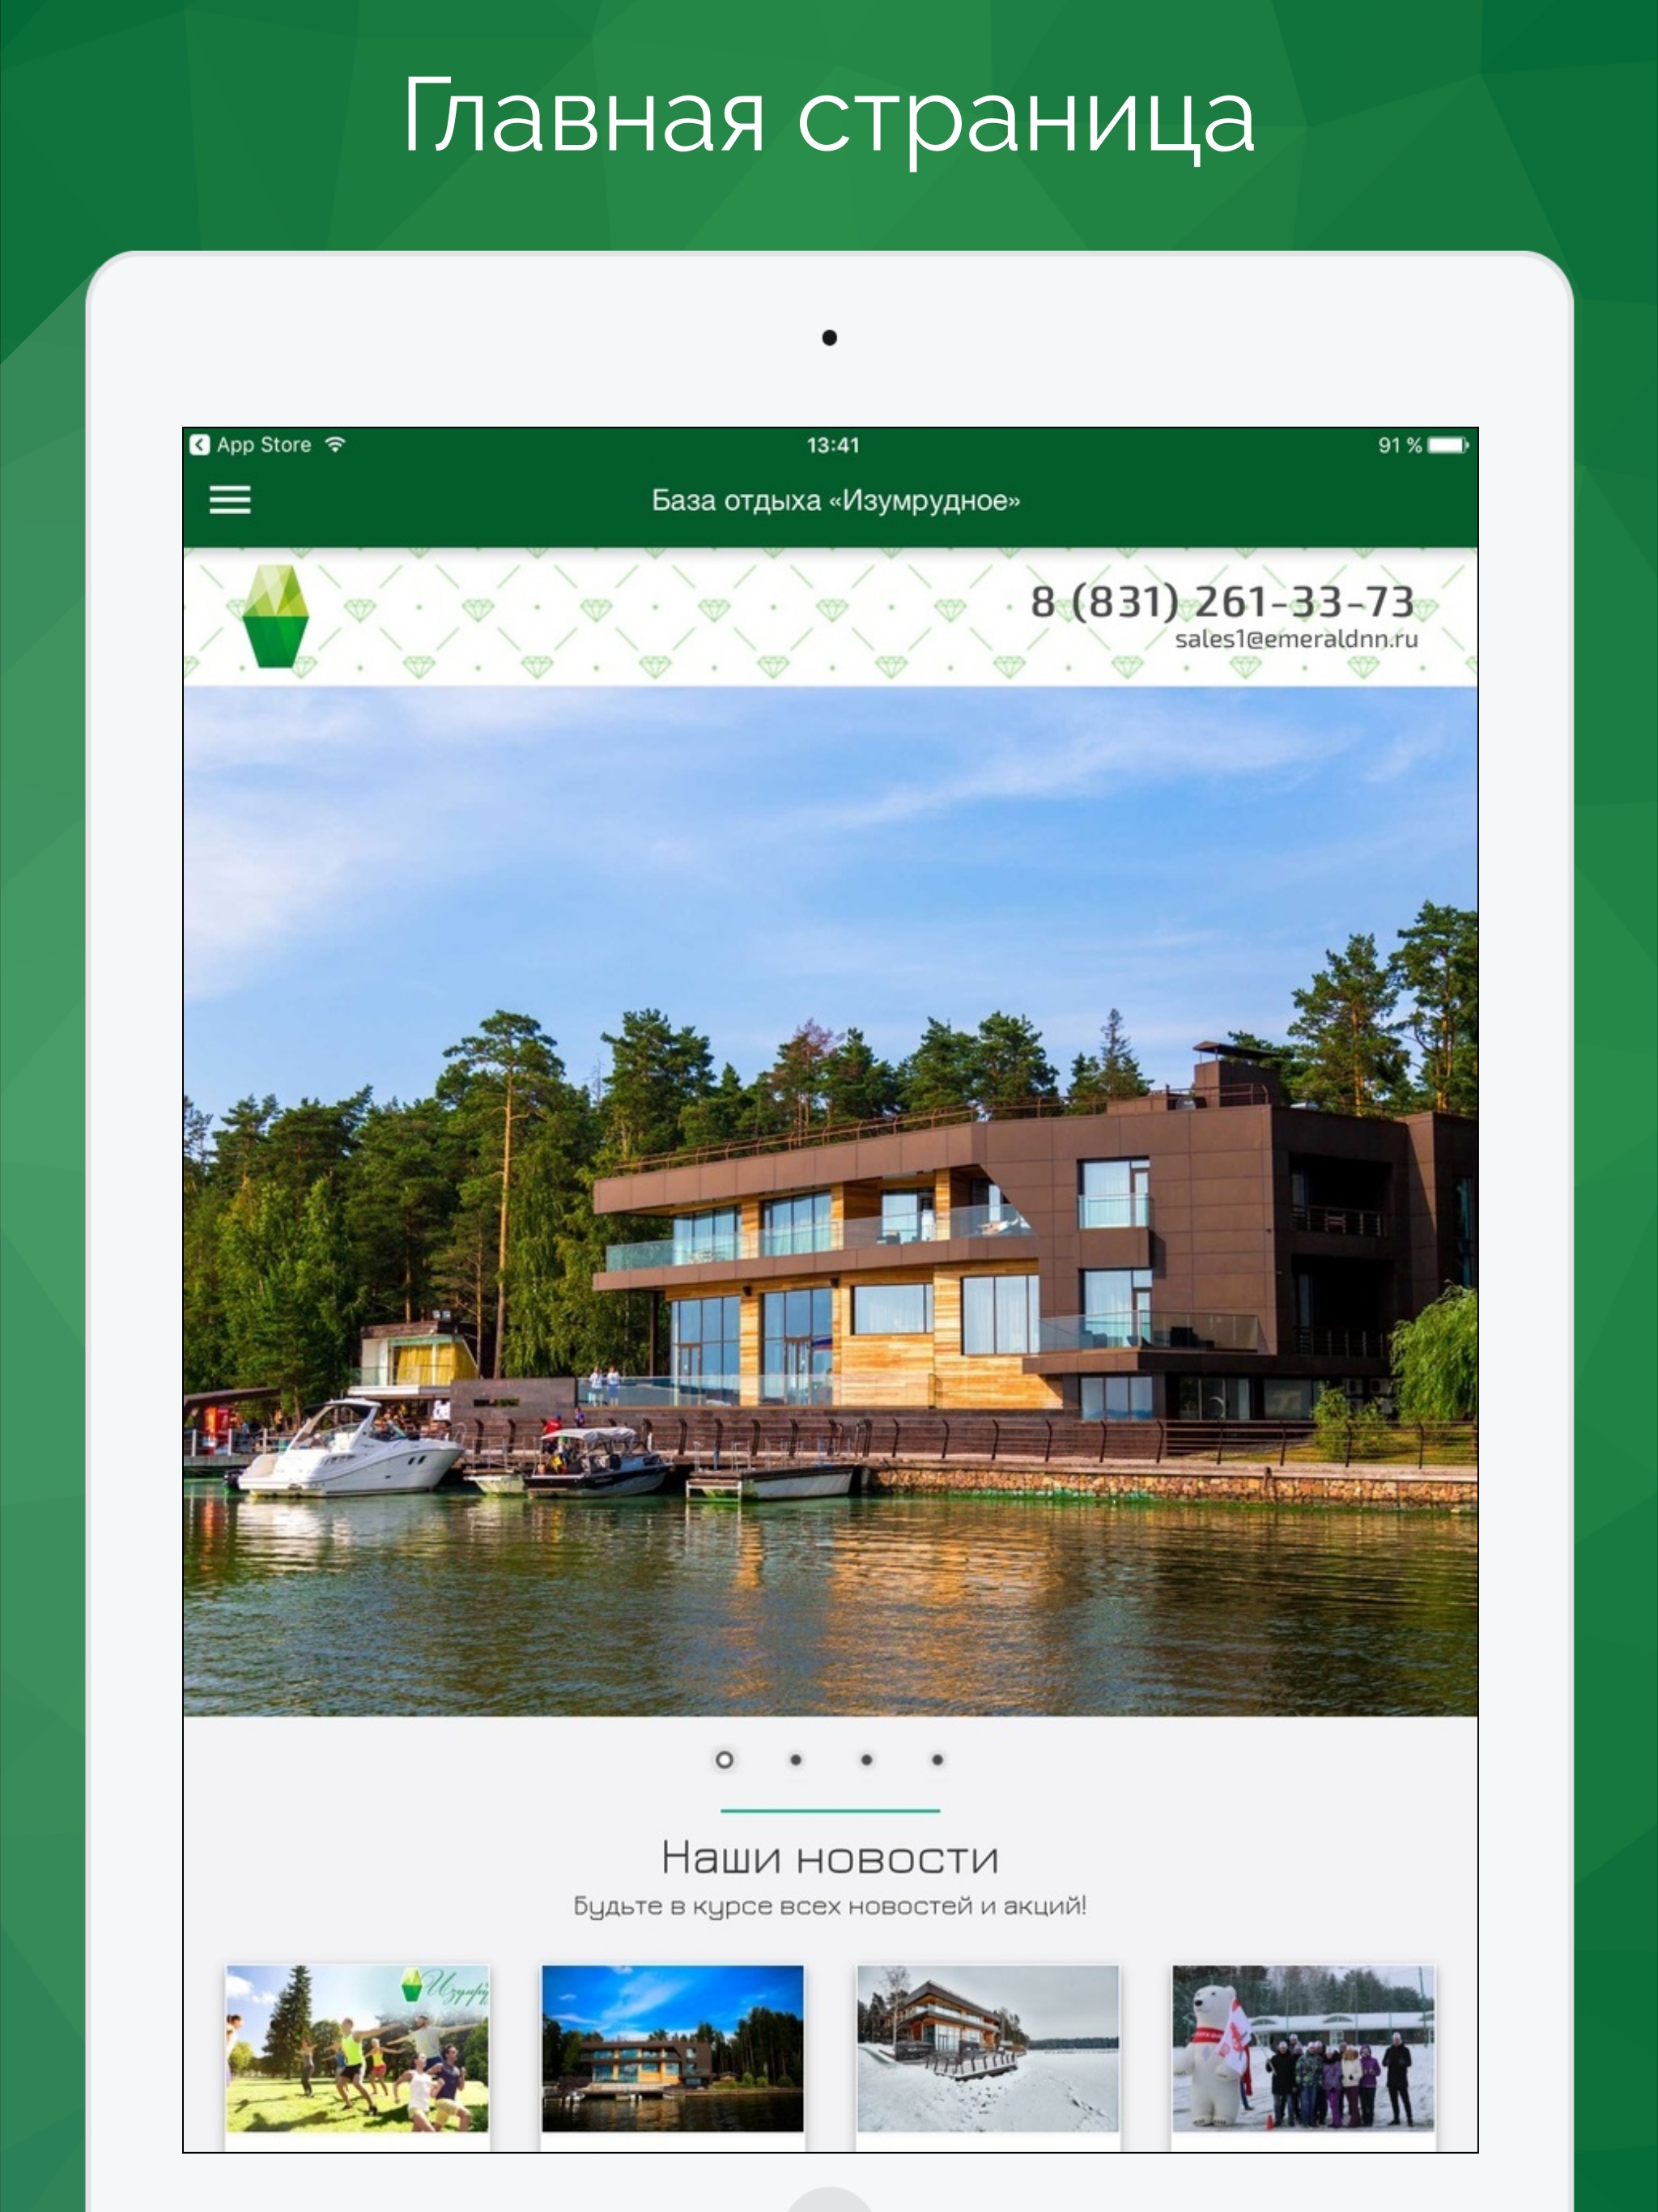 Главная страница
App Store 13:41 91 %
База отдыха «Изумрудное»
8 (831) 261-33-73
sales1@emeraldnn.ru
Наши новости
Будьте в курсе всех новостей и акций!